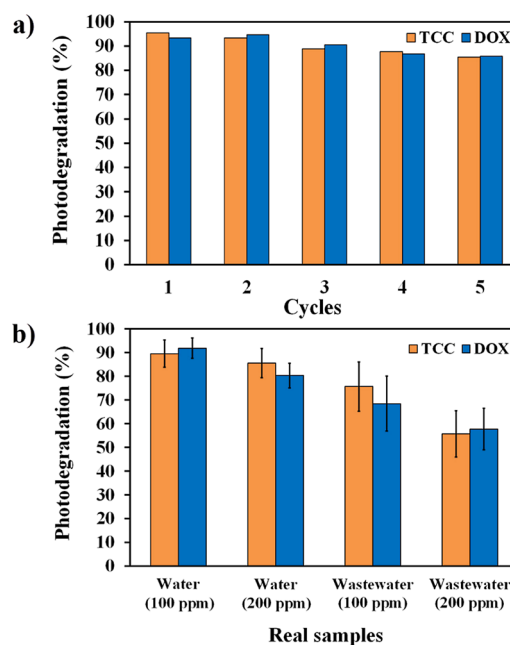 a)
Photodegradation (%)
100
90
80
70
60
50
40
30
20
10
0
TCC DOX
1 2 3 4 5
Cycles
b)
Photodegradation (%)
100
90
80
70
60
50
40
30
20
10
0
TCC DOX
Water Water Wastewater Wastewater
(100 ppm) (200 ppm) (100 ppm) (200 ppm)
Real samples